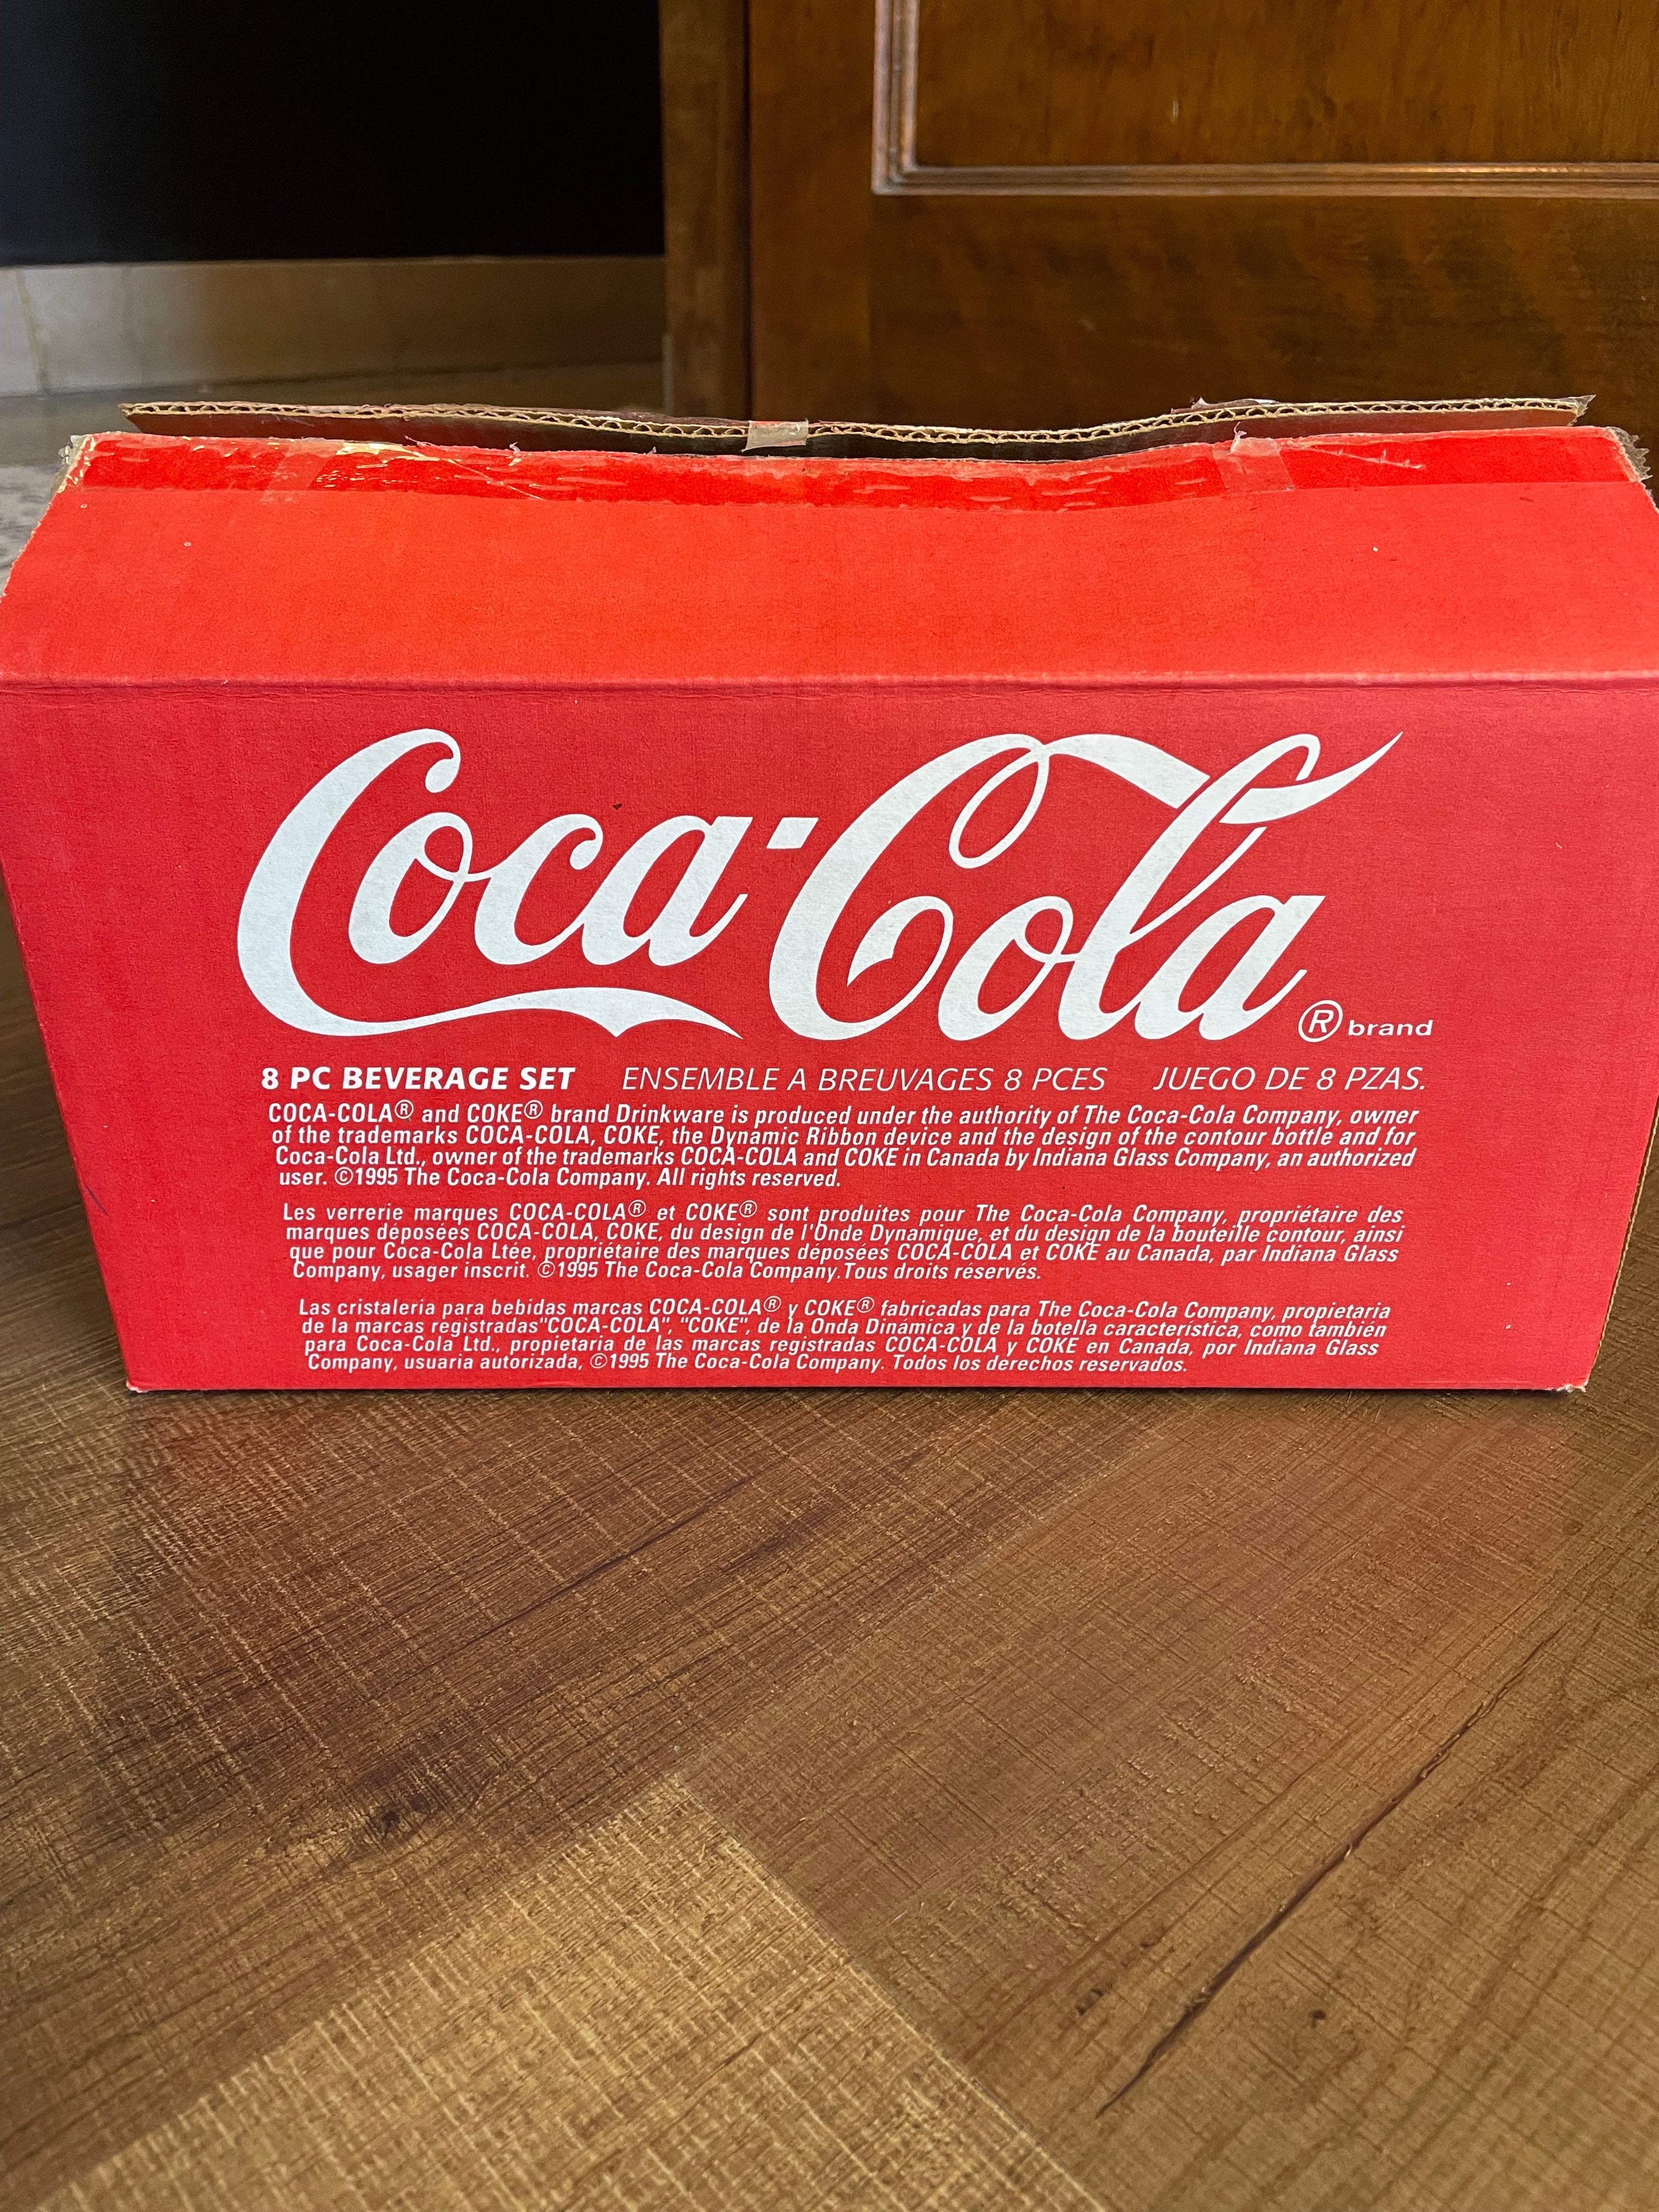 Coca-Cola
® brand
8 PC BEVERAGE SET ENSEMBLE A BREUVAGES 8 PCES JUEGO DE 8 PZAS.
COCA-COLA® and COKE® brand Drinkware is produced under the authority of The Coca-Cola Company, owner
of the trademarks COCA-COLA, COKE, the Dynamic Ribbon device and the design of the contour bottle and for
Coca-Cola Ltd., owner of the trademarks COCA-COLA and COKE in Canada by Indiana Glass Company, an authorized
user. ©1995 The Coca-Cola Company. All rights reserved.
Les verrerie marques COCA-COLA® et COKE® sont produites pour The Coca-Cola Company, propriétaire des
marques déposées COCA-COLA, COKE, du design de l'Onde Dynamique, et du design de la bouteille contour, ainsi
que pour Coca-Cola Ltée, propriétaire des marques déposées COCA-COLA et COKE au Canada, par Indiana Glass
Company, usager inscrit. ©1995 The Coca-Cola Company.Tous droits réservés.
Las cristaleria para bebidas marcas COCA-COLA® y COKE® fabricadas para The Coca-Cola Company, propietaria
de la marcas registradas"COCA-COLA", "COKE", de la Onda Dinámica y de la botella caracteristica, como también
para Coca-Cola Ltd., propietaria de las marcas registradas COCA-COLA y COKE en Canada, por Indiana Glass
Company, usuaria autorizada, ©1995 The Coca-Cola Company. Todos los derechos reservados.